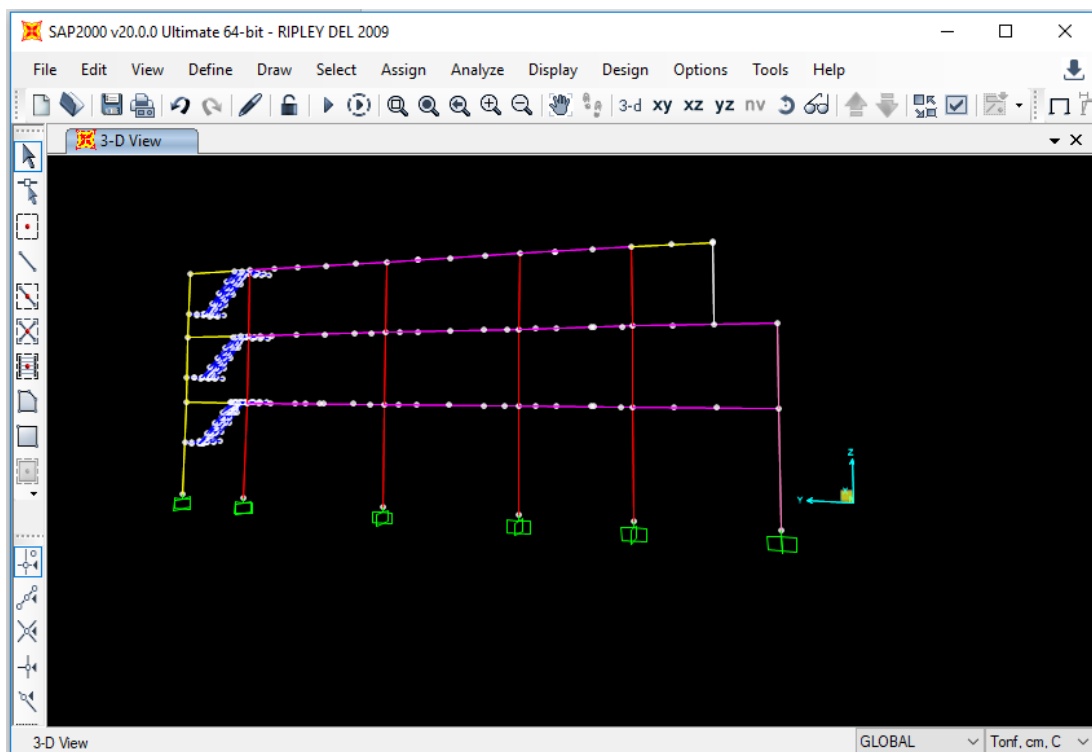 SAP2000 v20.0.0 Ultimate 64-bit - RIPLEY DEL 2009
File Edit View Define Draw Select Assign Analyze Display Design Options Tools Help
3-d xy xz yz nv
3-D View
Z
Y
3-D View GLOBAL Tonf, cm, C